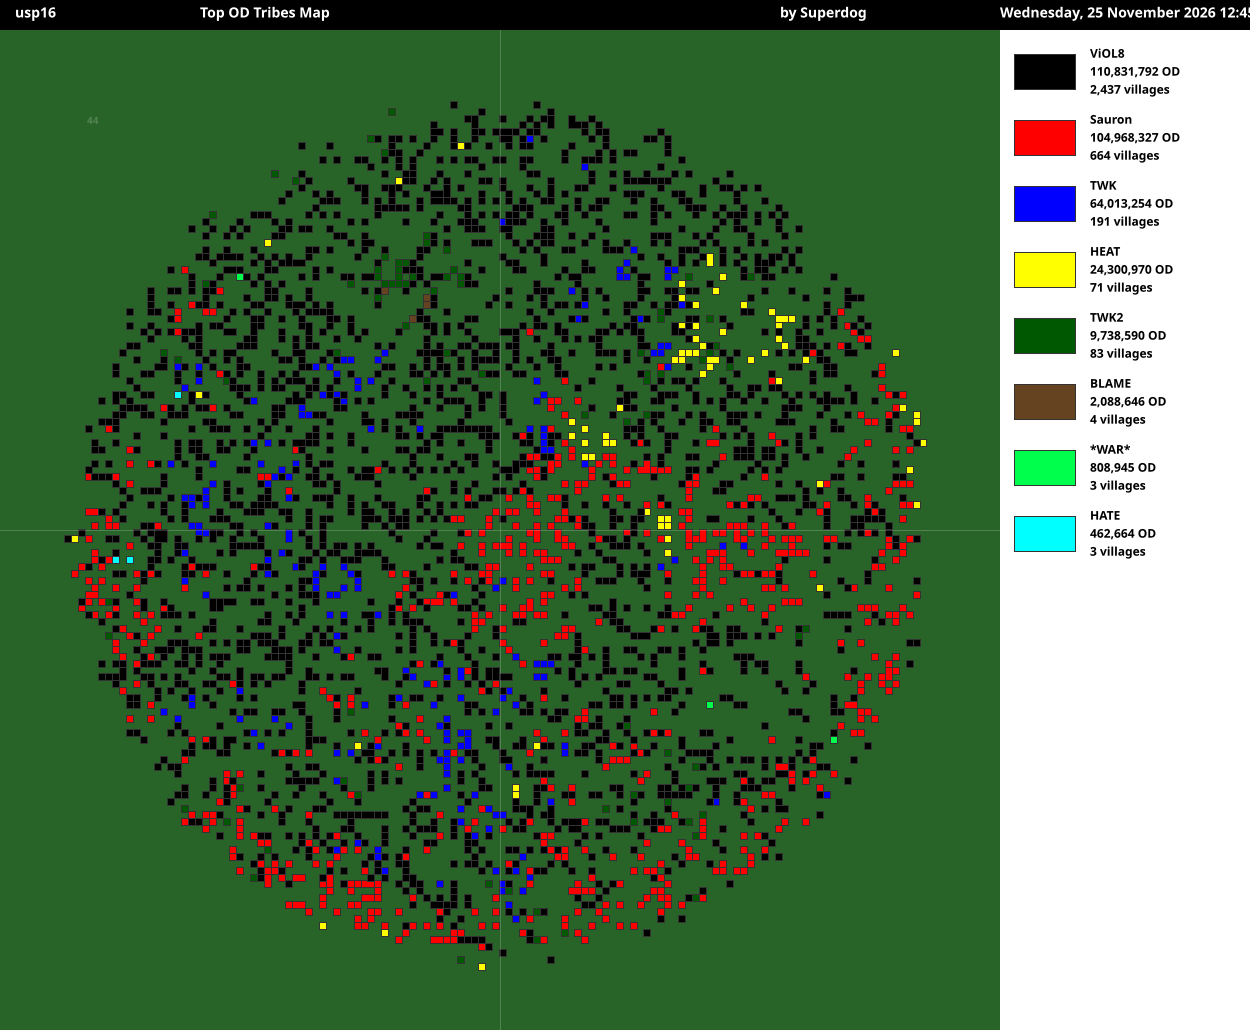 usp16 Top OD Tribes Map by Superdog Wednesday, 25 November 2026 12:45
44
ViOL8
110,831,792 OD
2,437 villages
Sauron
104,968,327 OD
664 villages
TWK
64,013,254 OD
191 villages
HEAT
24,300,970 OD
71 villages
TWK2
9,738,590 OD
83 villages
BLAME
2,088,646 OD
4 villages
*WAR*
808,945 OD
3 villages
HATE
462,664 OD
3 villages